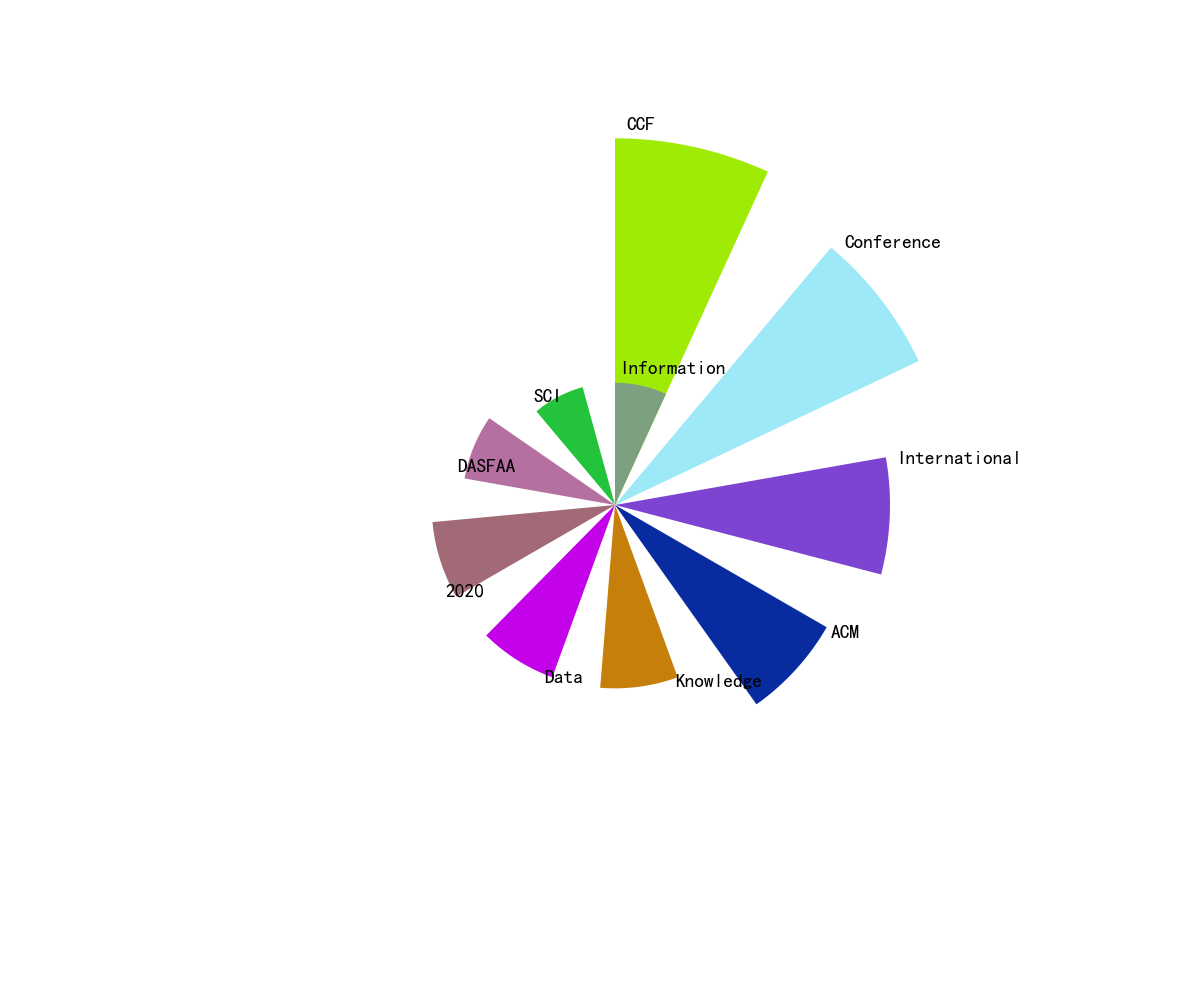 CCF
Conference
Information
SCI
International
DASFAA
2020
ACM
Data
Knowledge